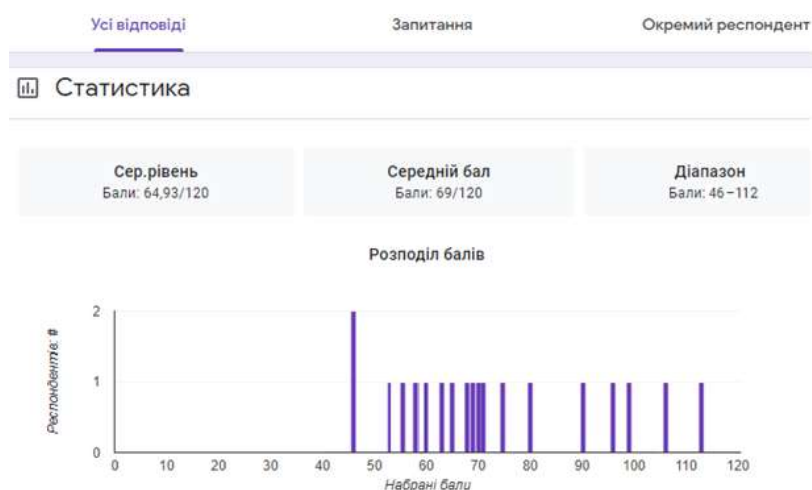 Усі відповіді
Запитання
Окремий респондент
Статистика
Сер.рівень
Бали: 64,93/120
Середній бал
Бали: 69/120
Діапазон
Бали: 46–112
Розподіл балів
Респондентів: #
2
1
0
0 10 20 30 40 50 60 70 80 90 100 110 120
Набрані бали